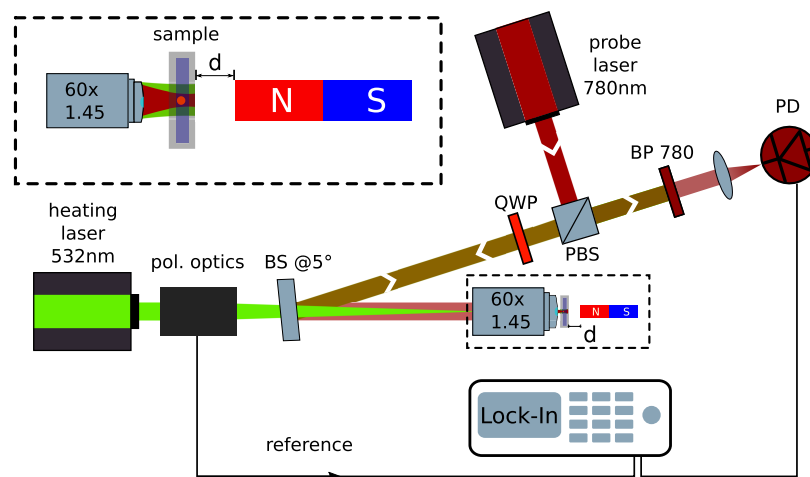 sample
d
60x
1.45
N
S
probe
laser
780nm
PD
BP 780
QWP
PBS
heating
laser
532nm
pol. optics
BS @5°
60x
1.45
N
S
d
Lock-In
reference